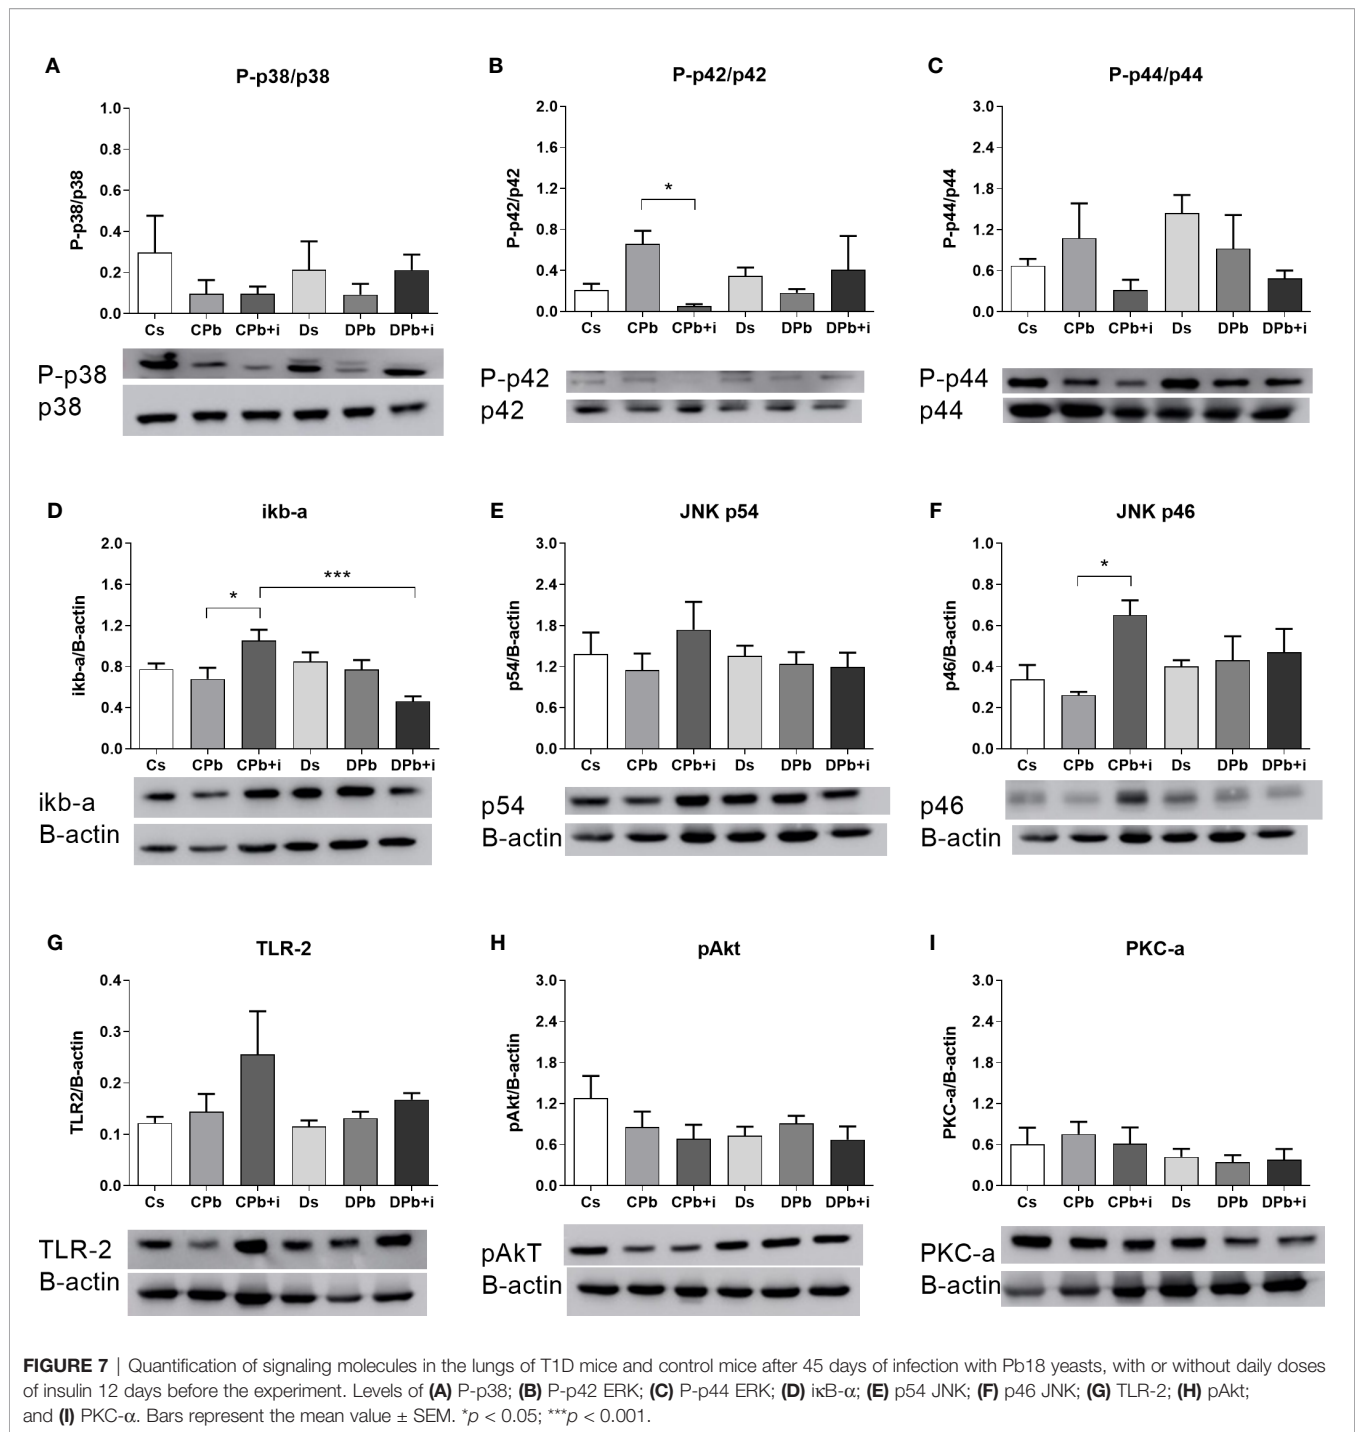 A
P-p38/p38
P-p38/p38
1.0
0.8
0.6
0.4
0.2
0.0
Cs CPb CPb+i Ds DPb DPb+i
P-p38
p38
B
P-p42/p42
P-p42/p42
2.0
1.6
1.2
0.8
0.4
0.0
*
Cs CPb CPb+i Ds DPb DPb+i
P-p42
p42
C
P-p44/p44
P-p44/p44
3.0
2.4
1.8
1.2
0.6
0.0
Cs CPb CPb+i Ds DPb DPb+i
P-p44
p44
D
ikb-a
ikb-a/B-actin
2.0
1.6
1.2
0.8
0.4
0.0
*
***
Cs CPb CPb+i Ds DPb DPb+i
ikb-a
B-actin
E
JNK p54
p54/B-actin
3.0
2.4
1.8
1.2
0.6
0.0
Cs CPb CPb+i Ds DPb DPb+i
p54
B-actin
F
JNK p46
p46/B-actin
1.0
0.8
0.6
0.4
0.2
0.0
*
Cs CPb CPb+i Ds DPb DPb+i
p46
B-actin
G
TLR-2
TLR2/B-actin
0.4
0.3
0.2
0.1
0.0
Cs CPb CPb+i Ds DPb DPb+i
TLR-2
B-actin
H
pAkt
pAkt/B-actin
3.0
2.4
1.8
1.2
0.6
0.0
Cs CPb CPb+i Ds DPb DPb+i
pAkT
B-actin
I
PKC-a
PKC-a/B-actin
3.0
2.4
1.8
1.2
0.6
0.0
Cs CPb CPb+i Ds DPb DPb+i
PKC-a
B-actin
FIGURE 7 | Quantification of signaling molecules in the lungs of T1D mice and control mice after 45 days of infection with Pb18 yeasts, with or without daily doses
of insulin 12 days before the experiment. Levels of (A) P-p38; (B) P-p42 ERK; (C) P-p44 ERK; (D) iκB-α; (E) p54 JNK; (F) p46 JNK; (G) TLR-2; (H) pAkt;
and (I) PKC-α. Bars represent the mean value ± SEM. *p < 0.05; ***p < 0.001.